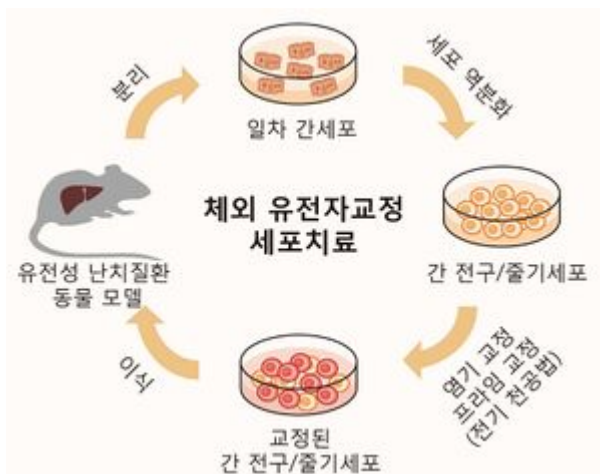 분리
일차 간세포
세포 역분화
체외 유전자교정
세포치료
간 전구/줄기세포
염기 교정
프라임 교정
(전기 천공법)
교정된
간 전구/줄기세포
이식
유전성 난치질환
동물 모델